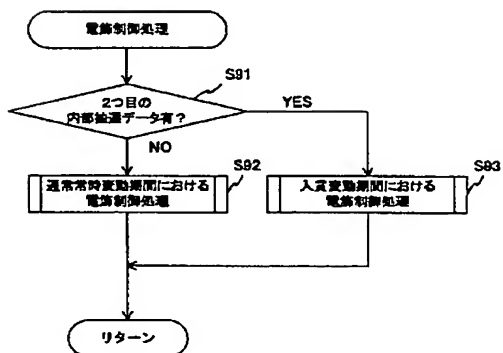 電飾制御処理
S91
2つ目の
内部抽選データ有?
YES
NO
通常常時変動期間における
電飾制御処理
S92
入賞変動期間における
電飾制御処理
S93
リターン